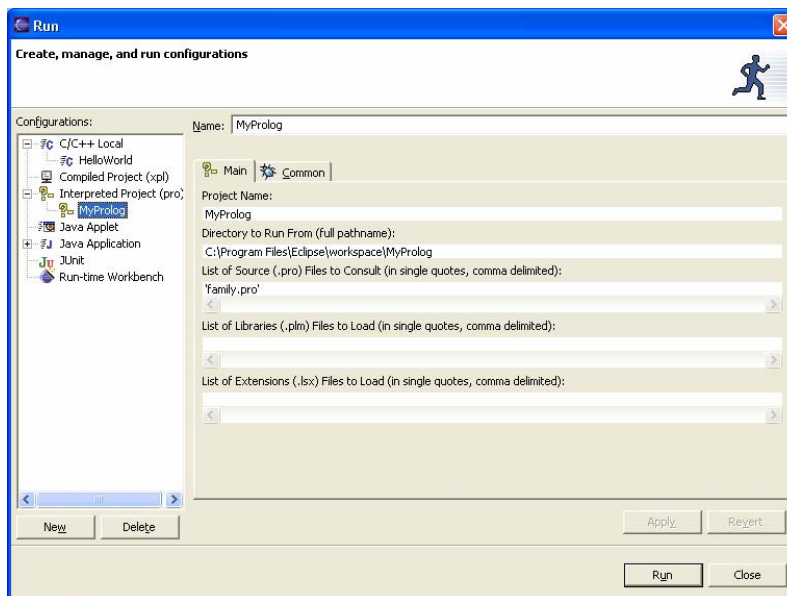 Run
Create, manage, and run configurations
Configurations:
C/C++ Local
HelloWorld
Compiled Project (xpl)
Interpreted Project (pro)
MyProlog
Java Applet
Java Application
JUnit
Run-time Workbench
New Delete
Name: MyProlog
Main Common
Project Name:
MyProlog
Directory to Run From (full pathname):
C:\Program Files\Eclipse\workspace\MyProlog
List of Source (.pro) Files to Consult (in single quotes, comma delimited):
'family.pro'
List of Libraries (.plm) Files to Load (in single quotes, comma delimited):
List of Extensions (.lsx) Files to Load (in single quotes, comma delimited):
Apply Revert
Run Close